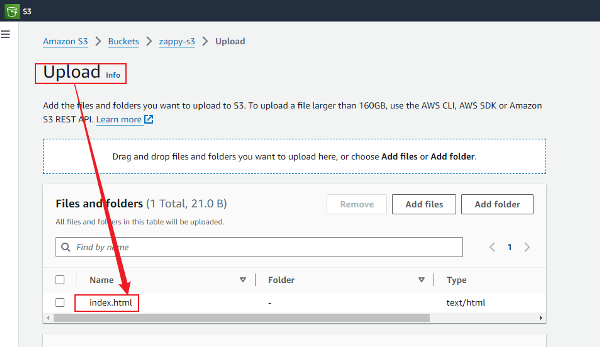 S3
Amazon S3 > Buckets > zappy-s3 > Upload
Upload Info
Add the files and folders you want to upload to S3. To upload a file larger than 160GB, use the AWS CLI, AWS SDK or Amazon
S3 REST API. Learn more
Drag and drop files and folders you want to upload here, or choose Add files or Add folder.
Files and folders (1 Total, 21.0 B)
Remove Add files Add folder
All files and folders in this table will be uploaded.
Find by name
1
Name Folder Type
index.html - text/html